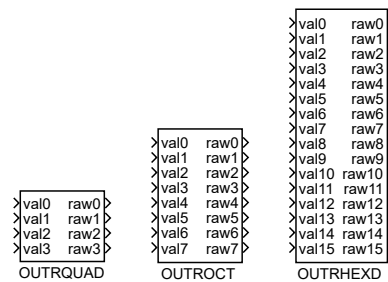 val0 raw0
val1 raw1
val2 raw2
val3 raw3
OUTRQUAD
val0 raw0
val1 raw1
val2 raw2
val3 raw3
val4 raw4
val5 raw5
val6 raw6
val7 raw7
OUTROCT
val0 raw0
val1 raw1
val2 raw2
val3 raw3
val4 raw4
val5 raw5
val6 raw6
val7 raw7
val8 raw8
val9 raw9
val10 raw10
val11 raw11
val12 raw12
val13 raw13
val14 raw14
val15 raw15
OUTRHEXD